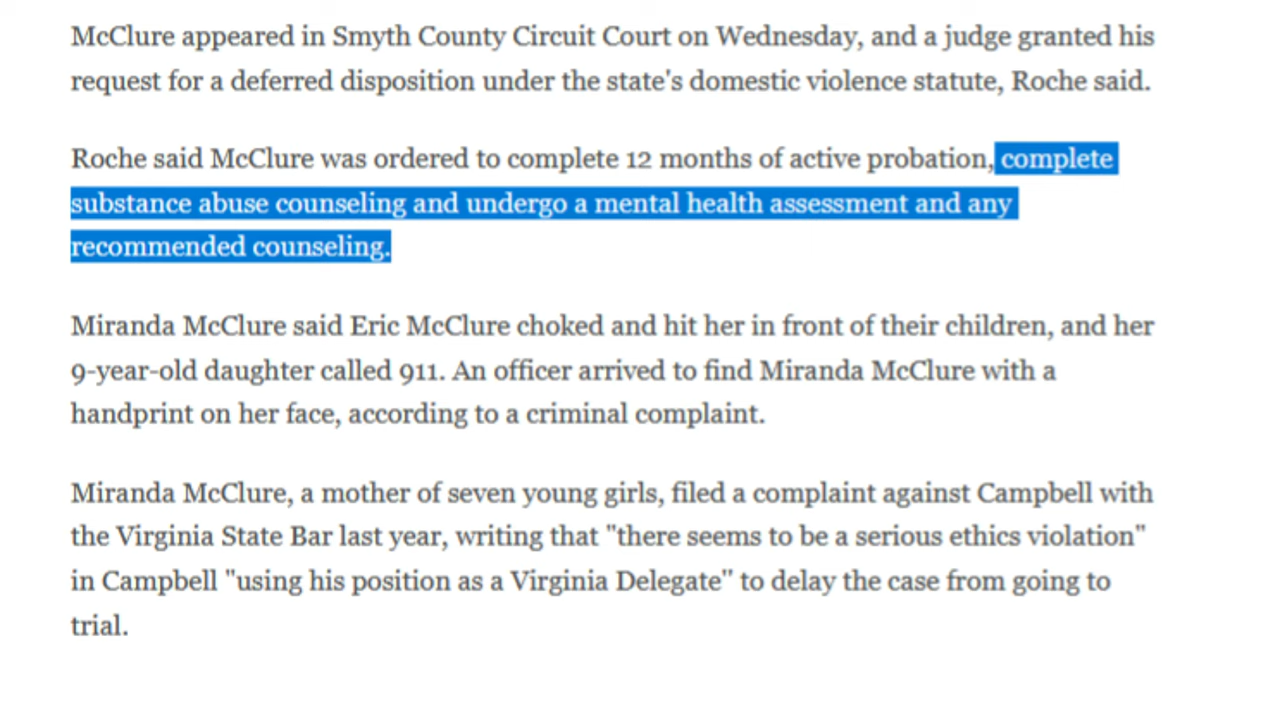 McClure appeared in Smyth County Circuit Court on Wednesday, and a judge granted his
request for a deferred disposition under the state's domestic violence statute, Roche said.
Roche said McClure was ordered to complete 12 months of active probation, complete
substance abuse counseling and undergo a mental health assessment and any
recommended counseling.
Miranda McClure said Eric McClure choked and hit her in front of their children, and her
9-year-old daughter called 911. An officer arrived to find Miranda McClure with a
handprint on her face, according to a criminal complaint.
Miranda McClure, a mother of seven young girls, filed a complaint against Campbell with
the Virginia State Bar last year, writing that "there seems to be a serious ethics violation"
in Campbell "using his position as a Virginia Delegate" to delay the case from going to
trial.